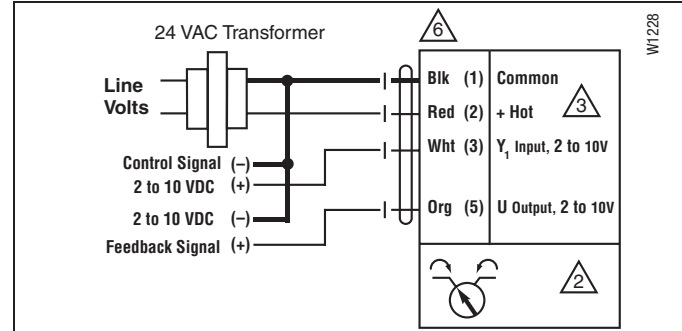 24 VAC Transformer
6
W1228
Line
Volts
Blk (1) Common
Red (2) + Hot
3
Wht (3) Y1 Input, 2 to 10V
Control Signal (–)
2 to 10 VDC (+)
2 to 10 VDC (–)
Org (5) U Output, 2 to 10V
Feedback Signal (+)
2